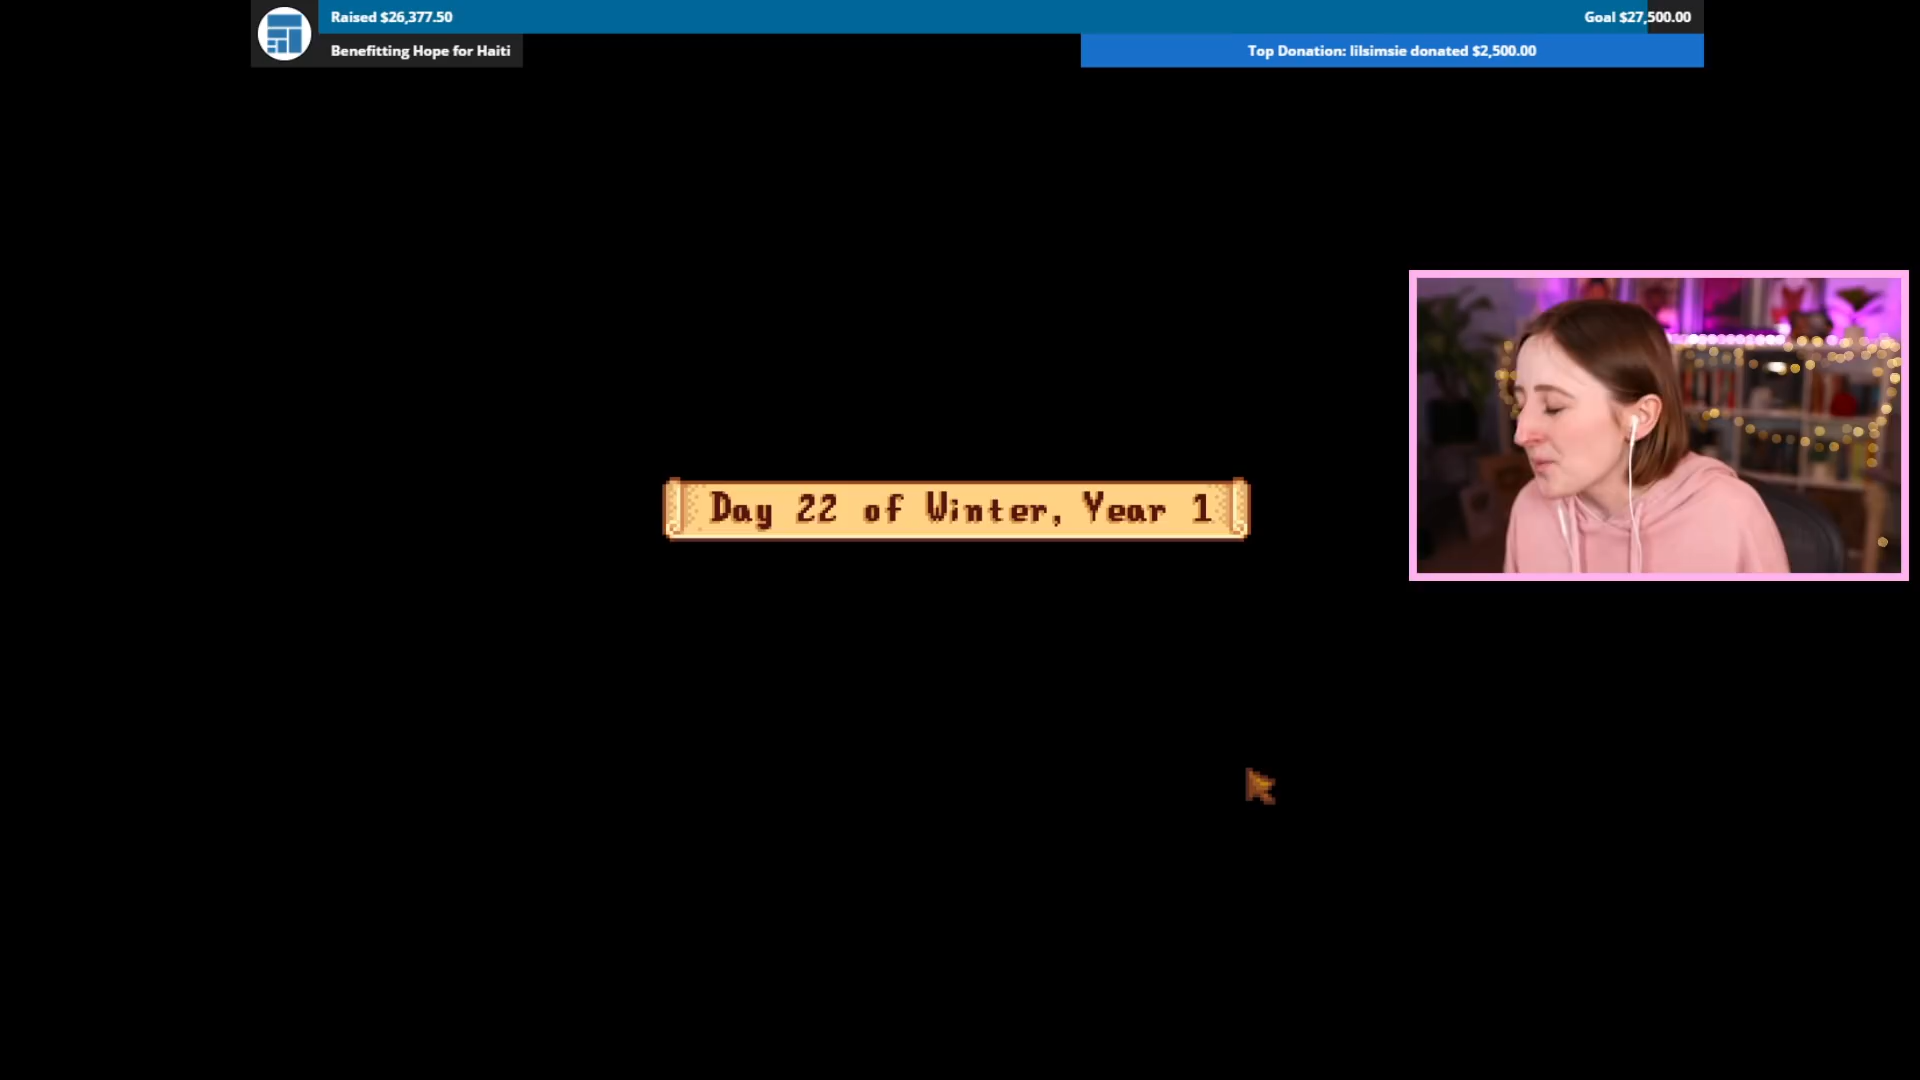 Raised $26,377.50
Goal $27,500.00
Benefitting Hope for Haiti
Top Donation: lilsimsie donated $2,500.00
Day 22 of Winter, Year 1